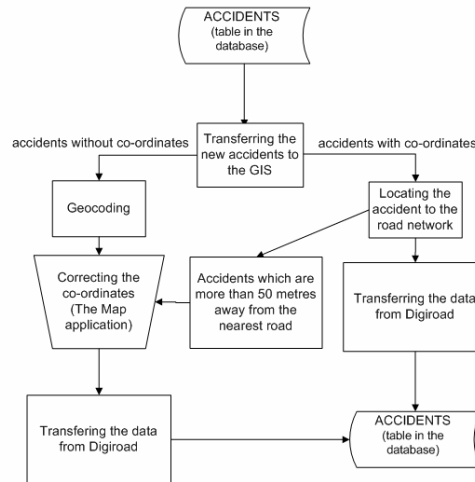 ACCIDENTS
(table in the
database)
accidents without co-ordinates
Transferring the
new accidents to
the GIS
accidents with co-ordinates
Geocoding
Locating the
accident to the
road network
Correcting the
co-ordinates
(The Map
application)
Accidents which are
more than 50 metres
away from the
nearest road
Transferring the data
from Digiroad
Transfering the data
from Digiroad
ACCIDENTS
(table in the
database)